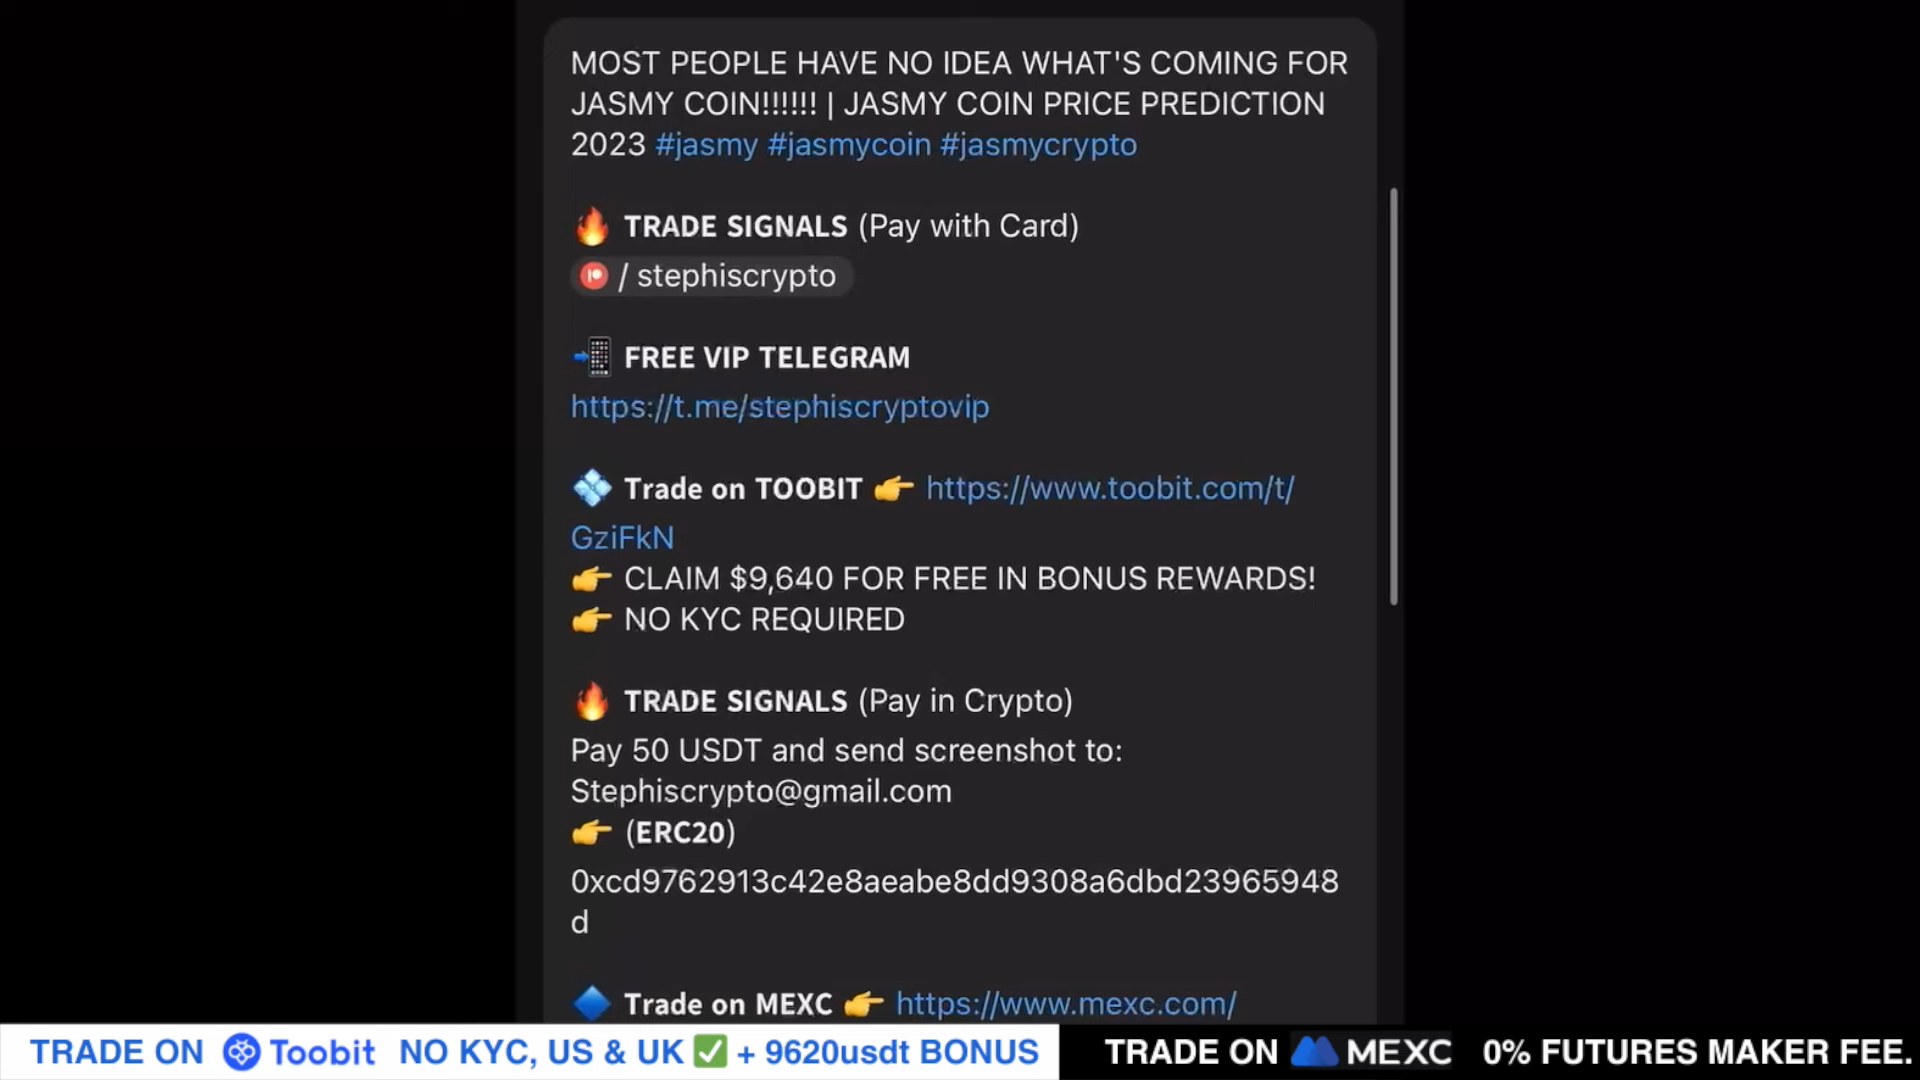 MOST PEOPLE HAVE NO IDEA WHAT'S COMING FOR
JASMY COIN!!!!!! | JASMY COIN PRICE PREDICTION
2023 #jasmy #jasmycoin #jasmycrypto
🔥 TRADE SIGNALS (Pay with Card)
/ stephiscrypto
📲 FREE VIP TELEGRAM
https://t.me/stephiscryptovip
💠 Trade on TOOBIT 👉 https://www.toobit.com/t/
GziFkN
👉 CLAIM $9,640 FOR FREE IN BONUS REWARDS!
👉 NO KYC REQUIRED
🔥 TRADE SIGNALS (Pay in Crypto)
Pay 50 USDT and send screenshot to:
Stephiscrypto@gmail.com
👉 (ERC20)
0xcd9762913c42e8aeabe8dd9308a6dbd23965948
d
🔷 Trade on MEXC 👉 https://www.mexc.com/
TRADE ON Toobit NO KYC, US & UK ✅ + 9620usdt BONUS
TRADE ON MEXC 0% FUTURES MAKER FEE.